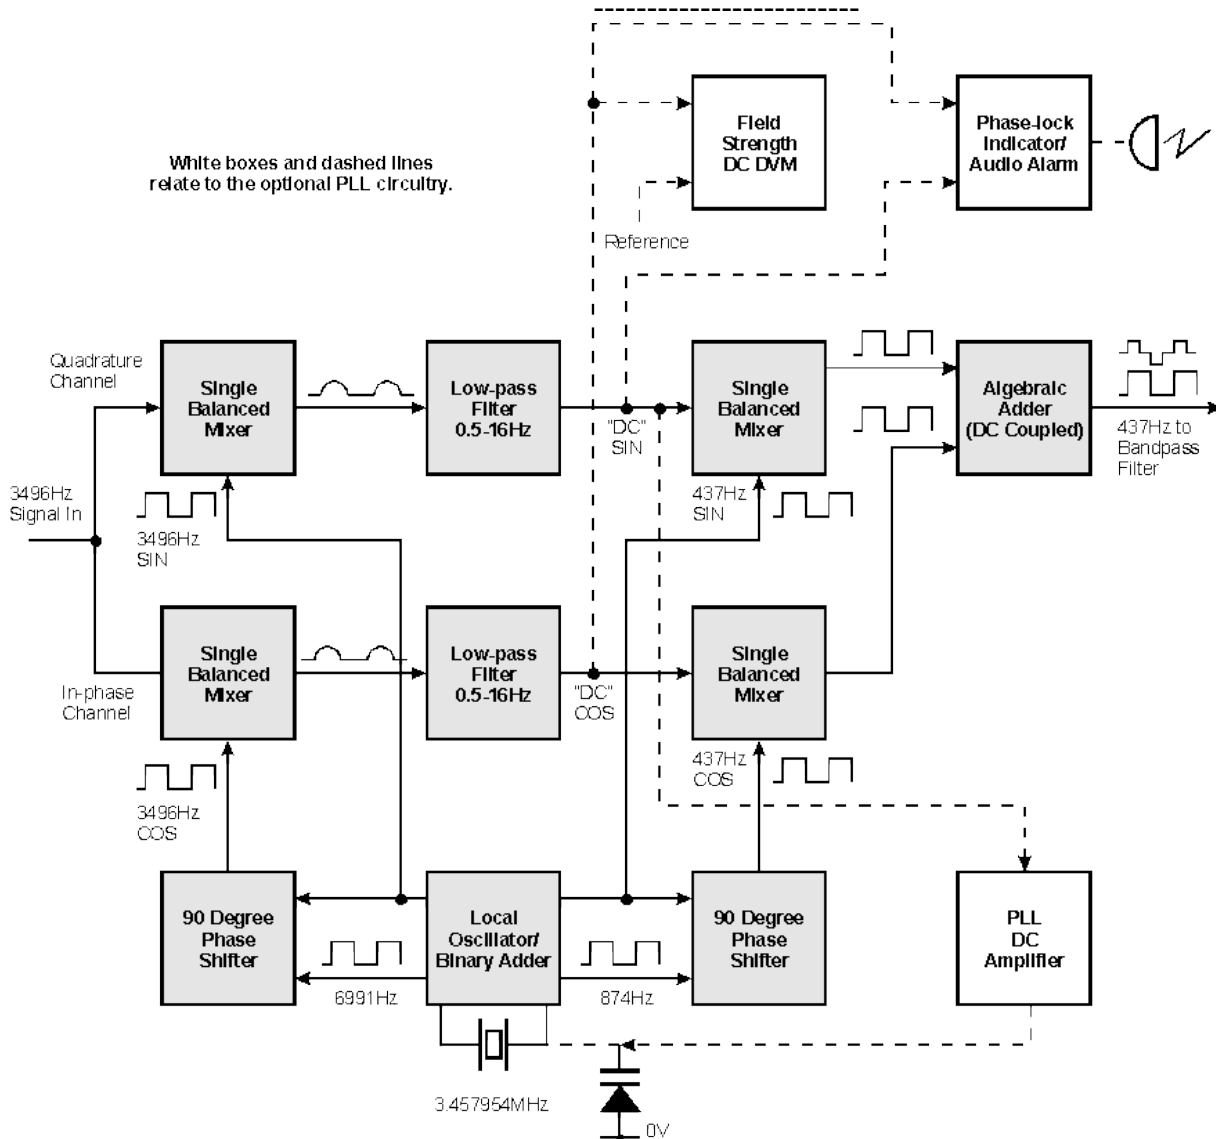 Field
Strength
DC DVM
Phase-lock
Indicator/
Audio Alarm
White boxes and dashed lines
relate to the optional PLL circuitry.
Reference
Quadrature
Channel
Single
Balanced
Mixer
Low-pass
Filter
0.5-16Hz
"DC"
SIN
Single
Balanced
Mixer
Algebraic
Adder
(DC Coupled)
437Hz to
Bandpass
Filter
3496Hz
Signal In
3496Hz
SIN
437Hz
SIN
In-phase
Channel
Single
Balanced
Mixer
Low-pass
Filter
0.5-16Hz
"DC"
COS
Single
Balanced
Mixer
3496Hz
COS
437Hz
COS
90 Degree
Phase
Shifter
Local
Oscillator/
Binary Adder
90 Degree
Phase
Shifter
PLL
DC
Amplifier
6991Hz
874Hz
3.457954MHz
0V